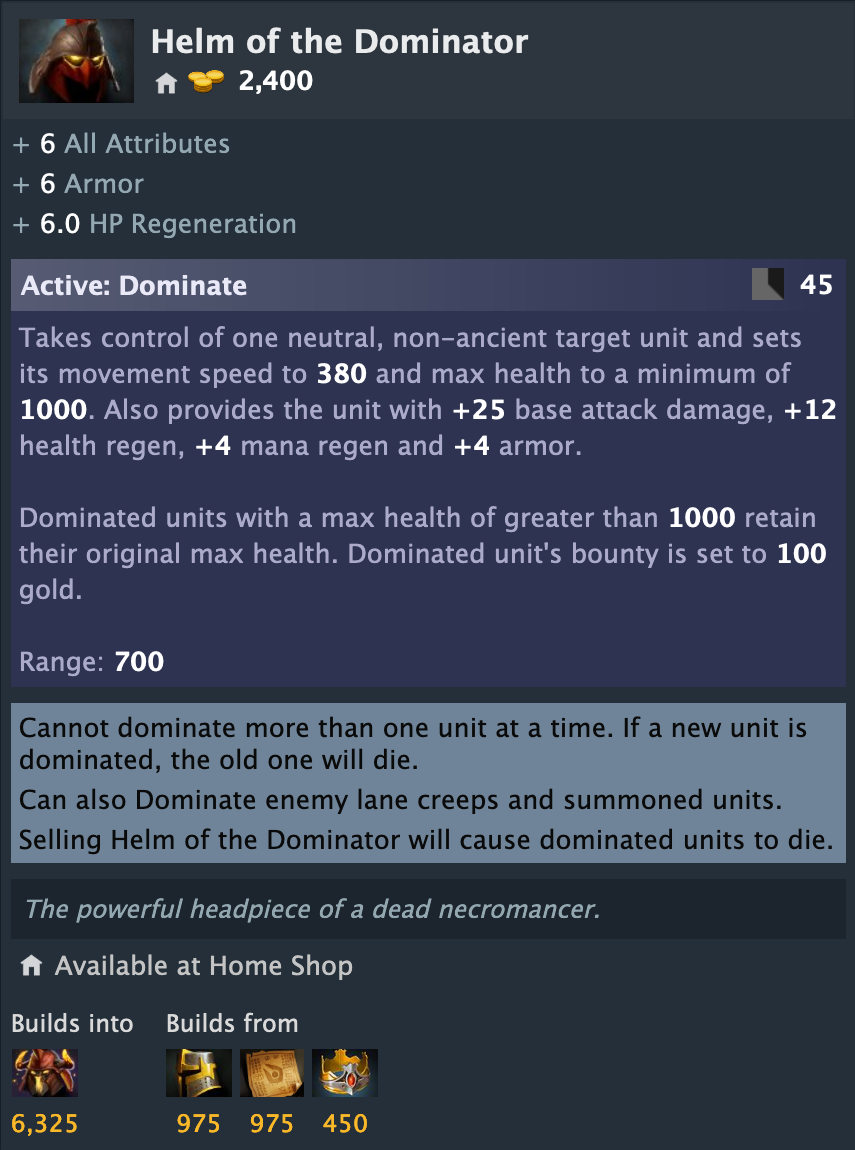 Helm of the Dominator
2,400
+ 6 All Attributes
+ 6 Armor
+ 6.0 HP Regeneration
Active: Dominate 45
Takes control of one neutral, non-ancient target unit and sets
its movement speed to 380 and max health to a minimum of
1000. Also provides the unit with +25 base attack damage, +12
health regen, +4 mana regen and +4 armor.
Dominated units with a max health of greater than 1000 retain
their original max health. Dominated unit's bounty is set to 100
gold.
Range: 700
Cannot dominate more than one unit at a time. If a new unit is
dominated, the old one will die.
Can also Dominate enemy lane creeps and summoned units.
Selling Helm of the Dominator will cause dominated units to die.
The powerful headpiece of a dead necromancer.
Available at Home Shop
Builds into Builds from
6,325 975 975 450